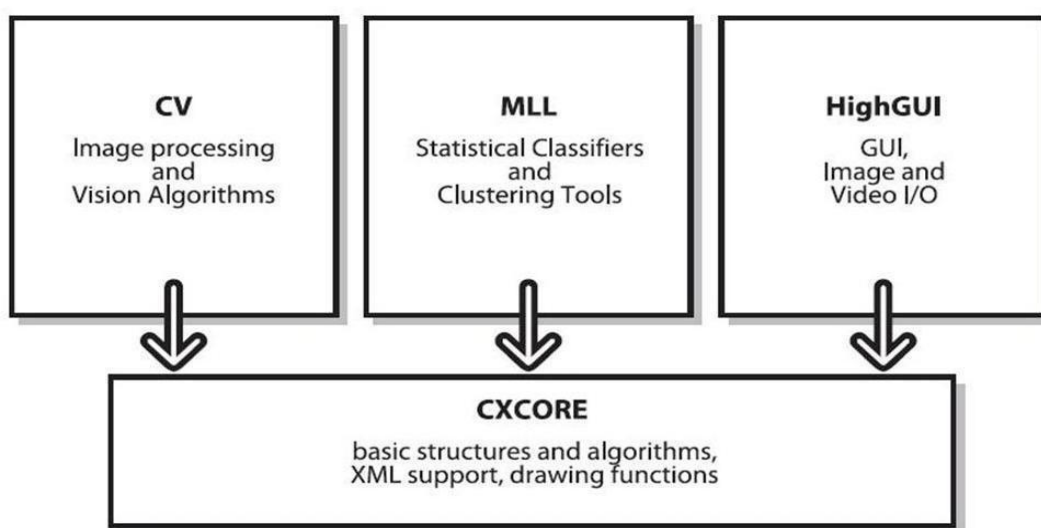 CV
Image processing
and
Vision Algorithms
MLL
Statistical Classifiers
and
Clustering Tools
HighGUI
GUI,
Image and
Video I/O
CXCORE
basic structures and algorithms,
XML support, drawing functions